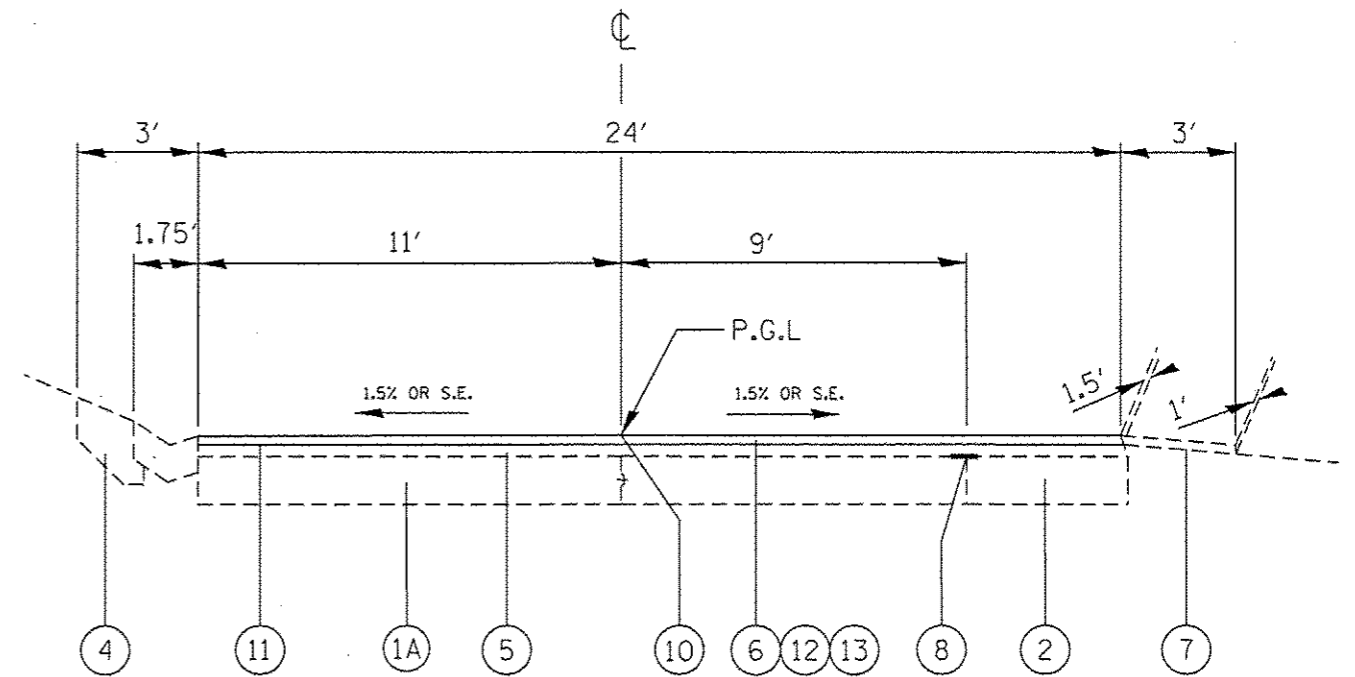 ℄
3' 24' 3'
1.75' 11' 9'
P.G.L
1.5% OR S.E. 1.5% OR S.E. 1.5' 1'
4 11 1A 5 10 6 12 13 8 2 7